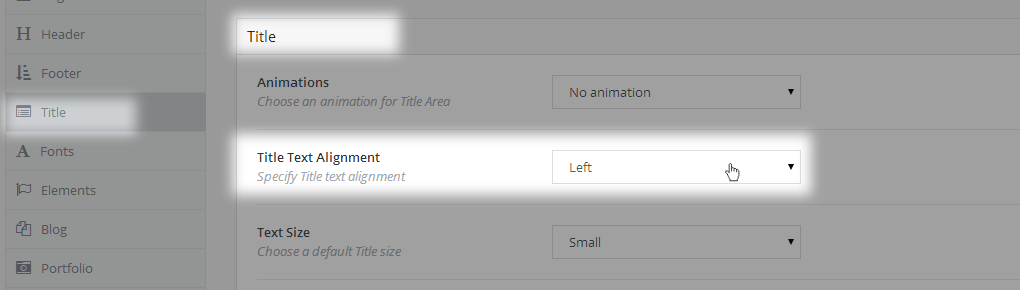 Header
Footer
Title
Fonts
Elements
Blog
Portfolio
Title
Animations
Choose an animation for Title Area
No animation
Title Text Alignment
Specify Title text alignment
Left
Text Size
Choose a default Title size
Small